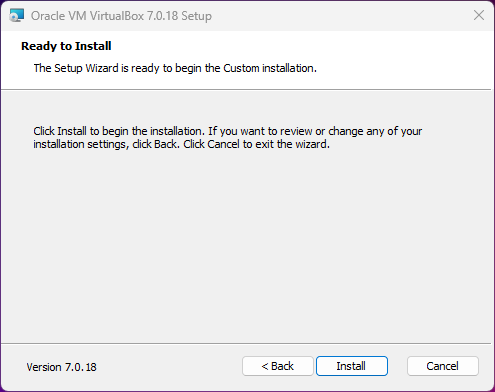 Oracle VM VirtualBox 7.0.18 Setup
Ready to Install
The Setup Wizard is ready to begin the Custom installation.
Click Install to begin the installation. If you want to review or change any of your
installation settings, click Back. Click Cancel to exit the wizard.
Version 7.0.18
< Back
Install
Cancel